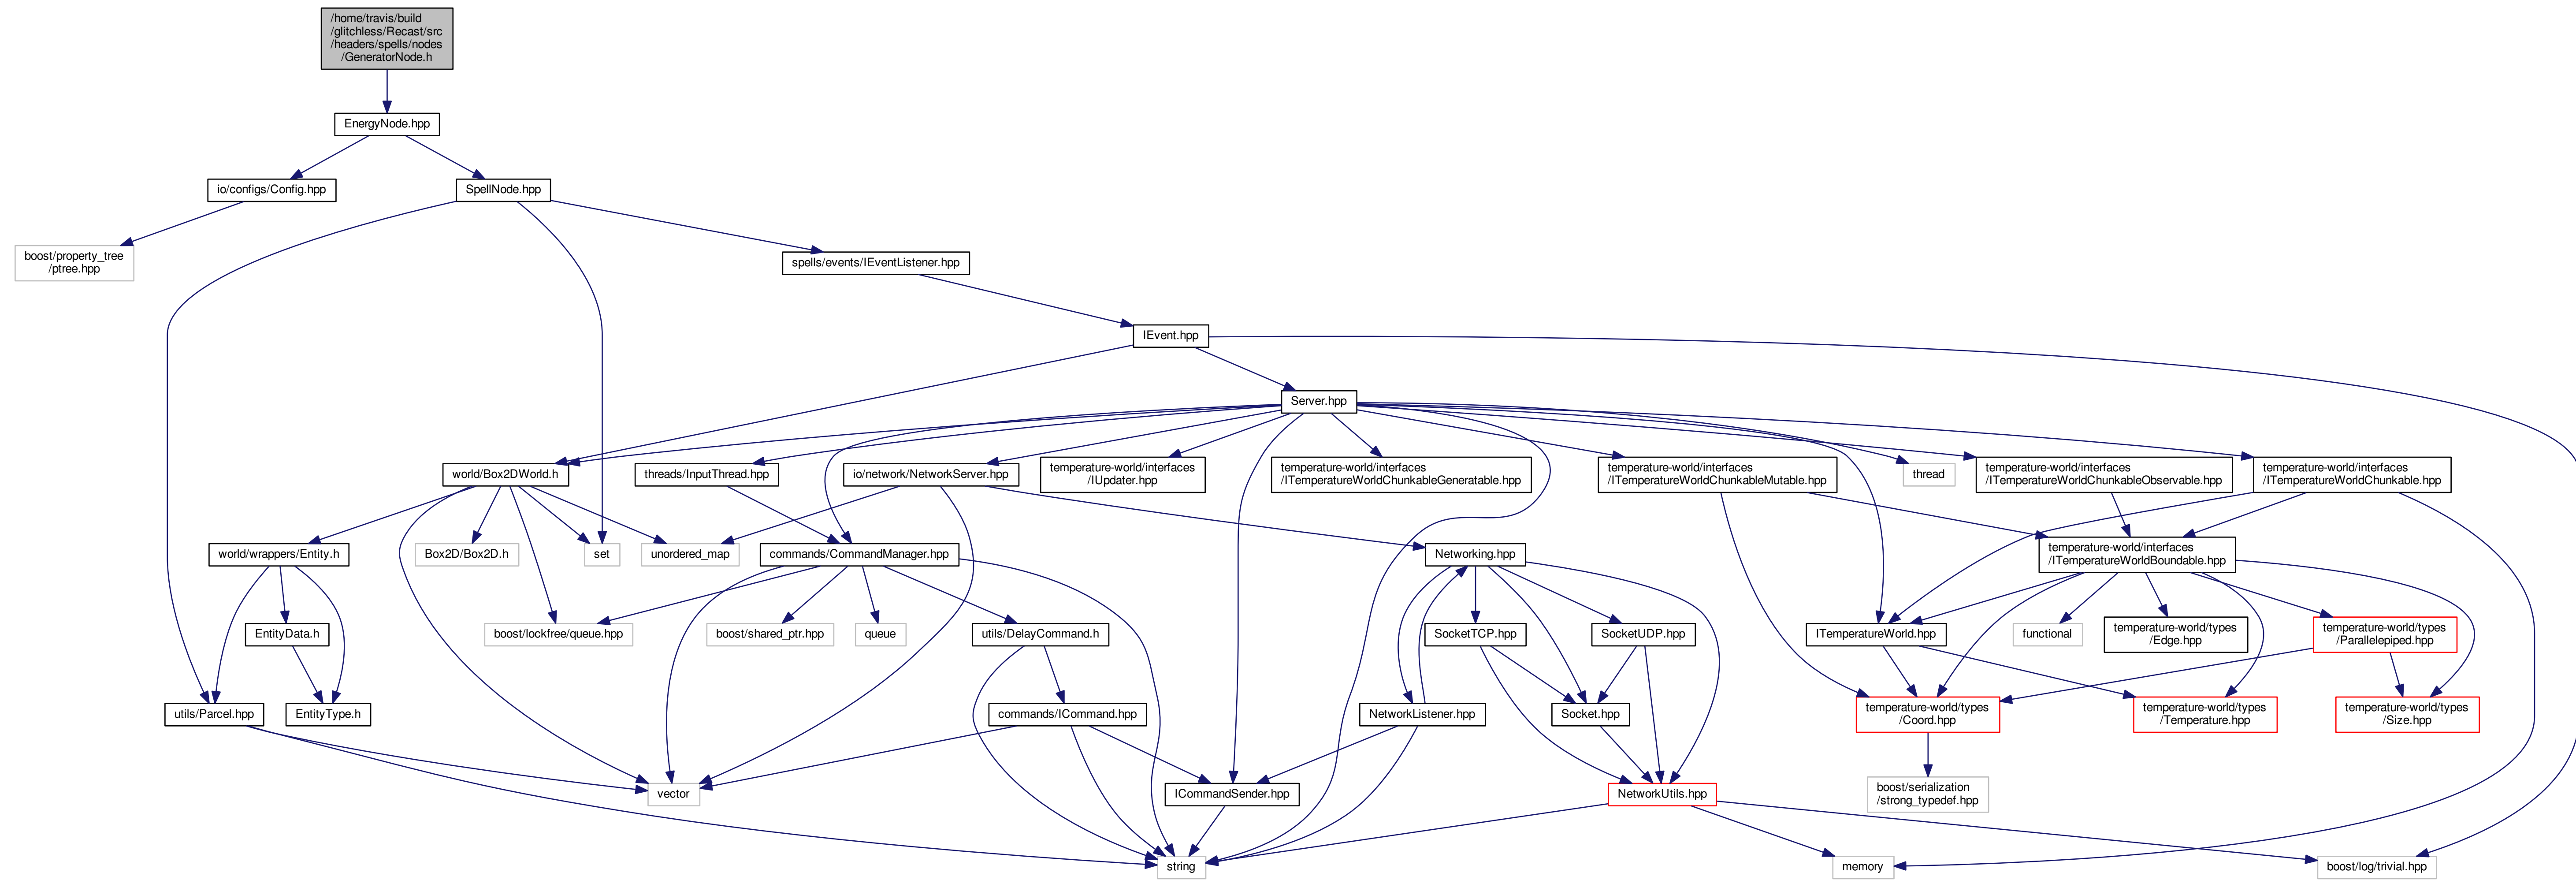 /home/travis/build
/glitchless/Recast/src
/headers/spells/nodes
/GeneratorNode.h
EnergyNode.hpp
io/configs/Config.hpp
SpellNode.hpp
boost/property_tree
/ptree.hpp
spells/events/IEventListener.hpp
IEvent.hpp
Server.hpp
world/Box2DWorld.h
threads/InputThread.hpp
io/network/NetworkServer.hpp
temperature-world/interfaces
/IUpdater.hpp
temperature-world/interfaces
/ITemperatureWorldChunkableGeneratable.hpp
temperature-world/interfaces
/ITemperatureWorldChunkableMutable.hpp
thread
temperature-world/interfaces
/ITemperatureWorldChunkableObservable.hpp
temperature-world/interfaces
/ITemperatureWorldChunkable.hpp
world/wrappers/Entity.h
Box2D/Box2D.h
set
unordered_map
commands/CommandManager.hpp
Networking.hpp
temperature-world/interfaces
/ITemperatureWorldBoundable.hpp
EntityData.h
boost/lockfree/queue.hpp
boost/shared_ptr.hpp
queue
utils/DelayCommand.h
SocketTCP.hpp
SocketUDP.hpp
ITemperatureWorld.hpp
functional
temperature-world/types
/Edge.hpp
temperature-world/types
/Parallelepiped.hpp
utils/Parcel.hpp
EntityType.h
commands/ICommand.hpp
NetworkListener.hpp
Socket.hpp
temperature-world/types
/Coord.hpp
temperature-world/types
/Temperature.hpp
temperature-world/types
/Size.hpp
vector
ICommandSender.hpp
NetworkUtils.hpp
boost/serialization
/strong_typedef.hpp
string
memory
boost/log/trivial.hpp